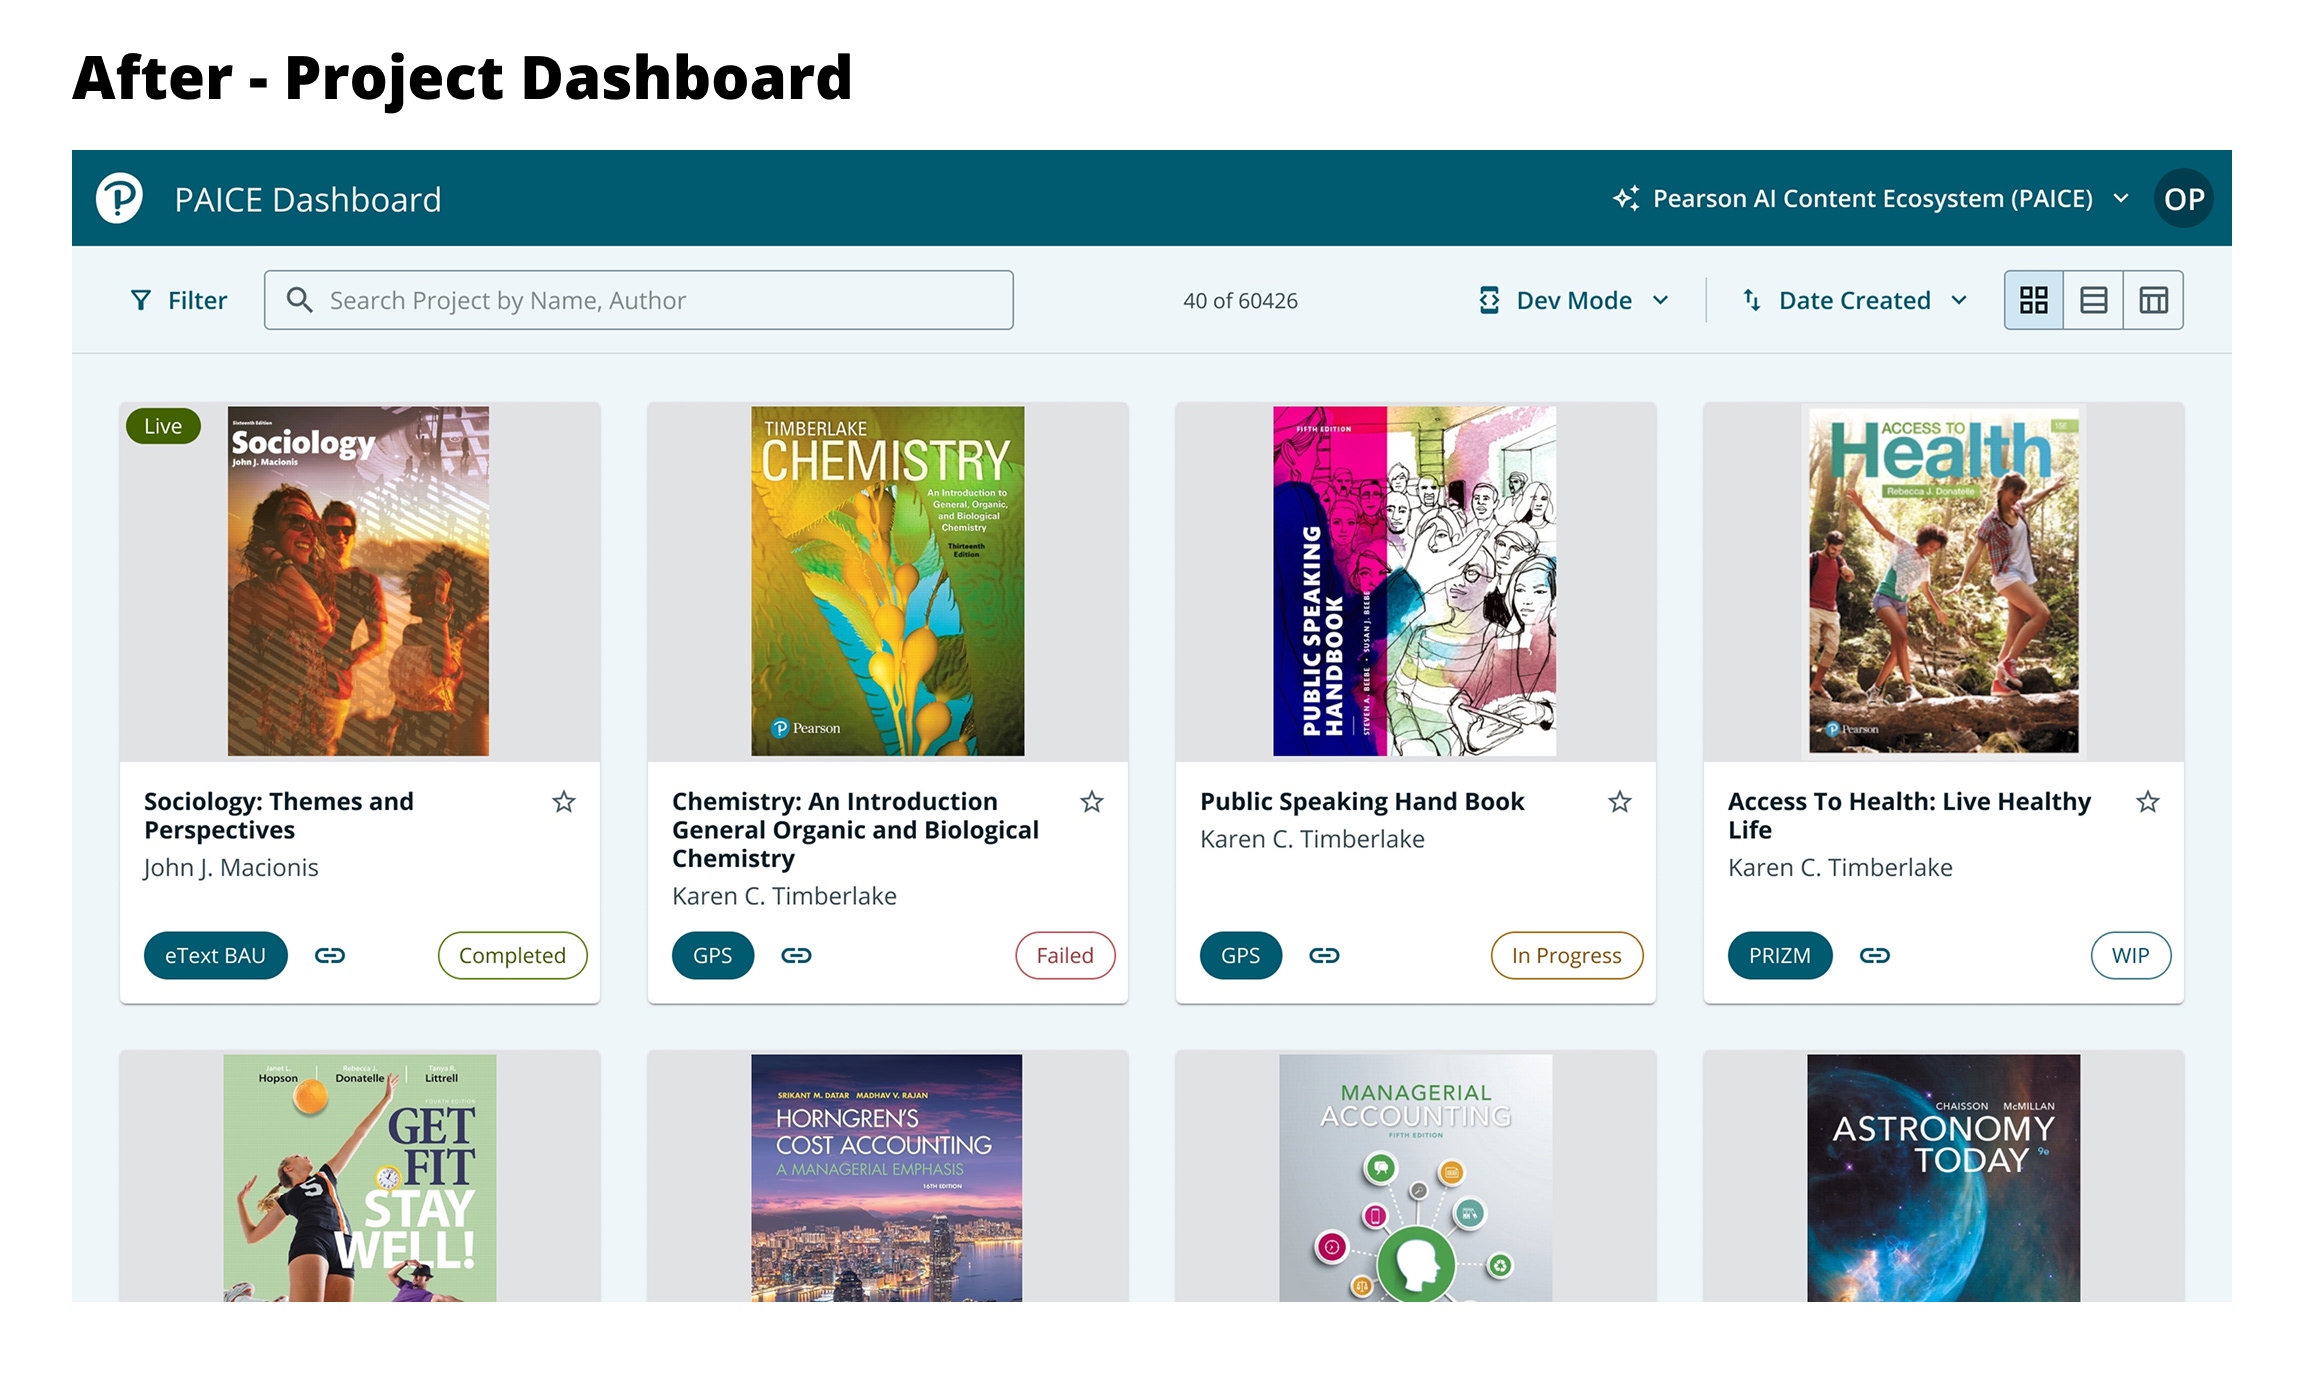 After - Project Dashboard
PAICE Dashboard
Pearson AI Content Ecosystem (PAICE)
OP
Filter
Search Project by Name, Author
40 of 60426
Dev Mode
Date Created
Live
Sixteenth Edition
Sociology
John J. Macionis
TIMBERLAKE
CHEMISTRY
An Introduction to
General, Organic,
and Biological
Chemistry
Thirteenth
Edition
Pearson
FIFTH EDITION
PUBLIC SPEAKING
HANDBOOK
STEVEN A. BEEBE • SUSAN J. BEEBE
ACCESS TO
15E
Health
Rebecca J. Donatelle
Pearson
Sociology: Themes and
Perspectives
John J. Macionis
eText BAU
Completed
Chemistry: An Introduction
General Organic and Biological
Chemistry
Karen C. Timberlake
GPS
Failed
Public Speaking Hand Book
Karen C. Timberlake
GPS
In Progress
Access To Health: Live Healthy
Life
Karen C. Timberlake
PRIZM
WIP
Janet L.
Hopson
Rebecca J.
Donatelle
Tanya R.
Littrell
FOURTH EDITION
GET
FIT
STAY
WELL!
5
SRIKANT M. DATAR MADHAV V. RAJAN
HORNGREN'S
COST ACCOUNTING
A MANAGERIAL EMPHASIS
16TH EDITION
MANAGERIAL
ACCOUNTING
FIFTH EDITION
CHAISSON McMILLAN
ASTRONOMY
TODAY 9e